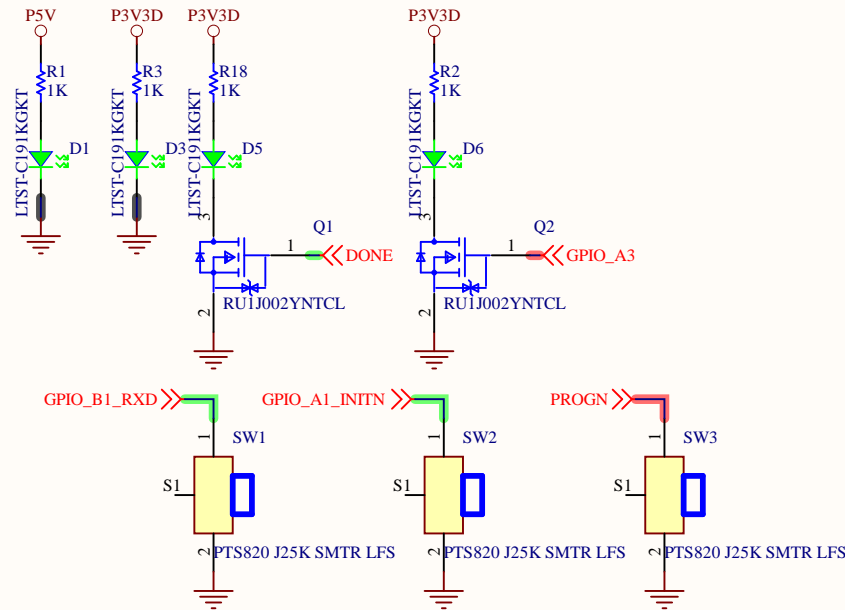 P5V
P3V3D
P3V3D
P3V3D
R1
1K
R3
1K
R18
1K
R2
1K
LTST-C191KGKT
D1
LTST-C191KGKT
D3
LTST-C191KGKT
D5
LTST-C191KGKT
D6
3
Q1
1
DONE
RU1J002YNTCL
2
3
Q2
1
GPIO_A3
RU1J002YNTCL
2
GPIO_B1_RXD
1
SW1
S1
2
PTS820 J25K SMTR LFS
GPIO_A1_INITN
1
SW2
S1
2
PTS820 J25K SMTR LFS
PROGN
1
SW3
S1
2
PTS820 J25K SMTR LFS